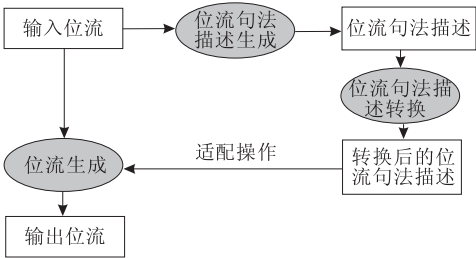 输入位流
位流句法
描述生成
位流句法描述
位流句法描
述转换
适配操作
转换后的位
流句法描述
位流生成
输出位流